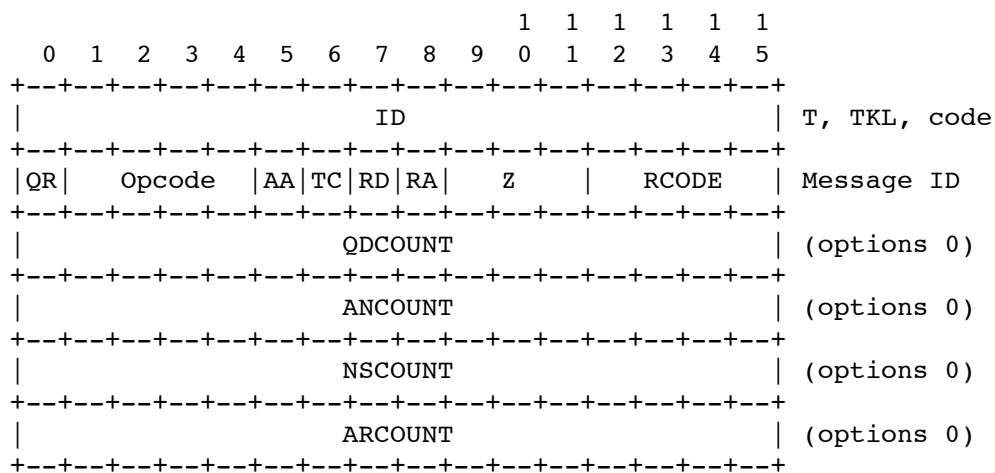 1  1  1  1  1  1
  0  1  2  3  4  5  6  7  8  9  0  1  2  3  4  5
+--+--+--+--+--+--+--+--+--+--+--+--+--+--+--+--+
|                      ID                       | T, TKL, code
+--+--+--+--+--+--+--+--+--+--+--+--+--+--+--+--+
|QR|   Opcode  |AA|TC|RD|RA|   Z    |   RCODE   | Message ID
+--+--+--+--+--+--+--+--+--+--+--+--+--+--+--+--+
|                    QDCOUNT                    | (options 0)
+--+--+--+--+--+--+--+--+--+--+--+--+--+--+--+--+
|                    ANCOUNT                    | (options 0)
+--+--+--+--+--+--+--+--+--+--+--+--+--+--+--+--+
|                    NSCOUNT                    | (options 0)
+--+--+--+--+--+--+--+--+--+--+--+--+--+--+--+--+
|                    ARCOUNT                    | (options 0)
+--+--+--+--+--+--+--+--+--+--+--+--+--+--+--+--+